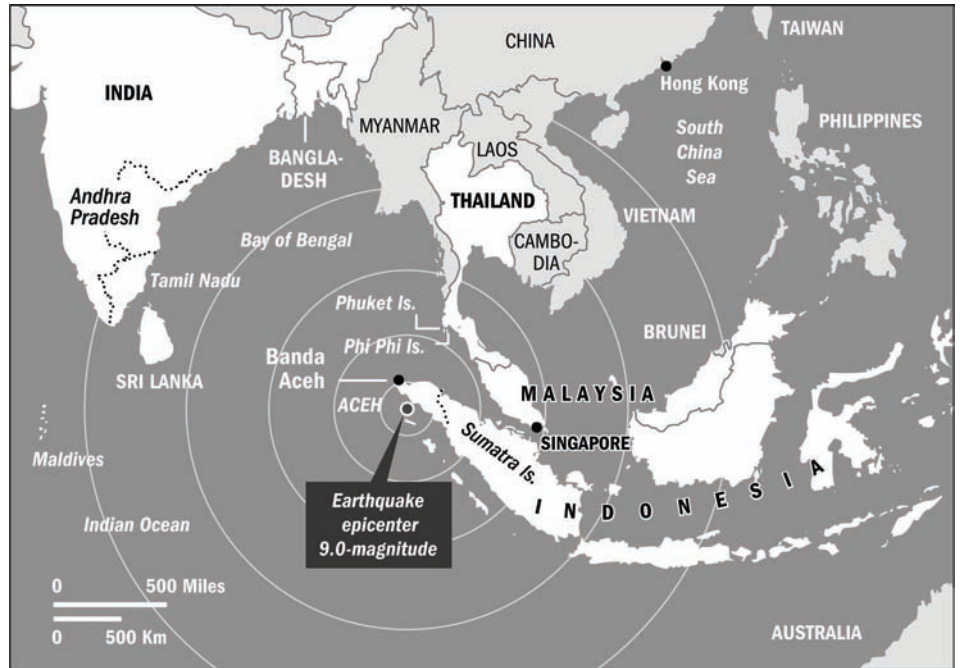 TAIWAN
CHINA
Hong Kong
INDIA
MYANMAR
PHILIPPINES
South
China
Sea
BANGLA-
DESH
LAOS
THAILAND
Andhra
Pradesh
VIETNAM
CAMBO-
DIA
Bay of Bengal
Tamil Nadu
Phuket Is.
Phi Phi Is.
BRUNEI
Banda
Aceh
SRI LANKA
MALAYSIA
ACEH
SINGAPORE
Sumatra Is.
Maldives
INDONESIA
Earthquake
epicenter
9.0-magnitude
Indian Ocean
0 500 Miles
0 500 Km
AUSTRALIA